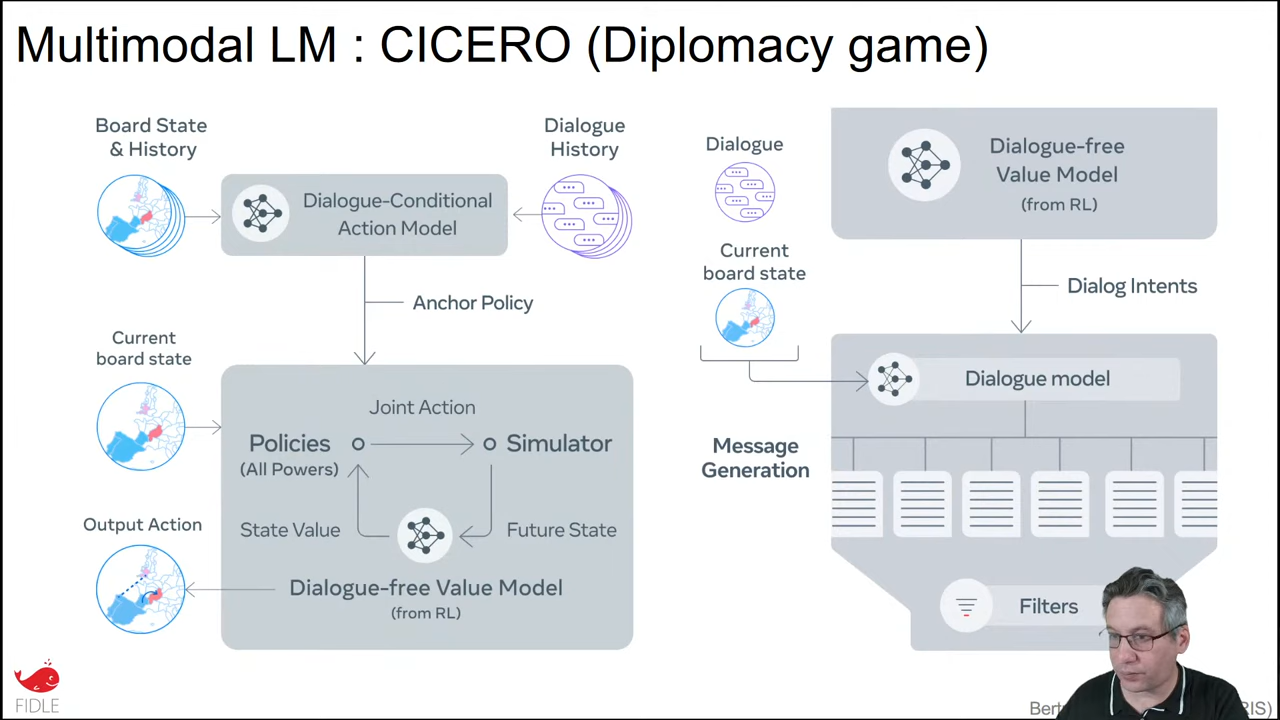 Multimodal LM : CICERO (Diplomacy game)
Board State
& History
Dialogue-Conditional
Action Model
Dialogue
History
Anchor Policy
Current
board state
Joint Action
Policies
(All Powers)
Simulator
State Value
Future State
Output Action
Dialogue-free Value Model
(from RL)
Dialogue
Current
board state
Dialogue-free
Value Model
(from RL)
Dialog Intents
Dialogue model
Message
Generation
Filters
FIDLE